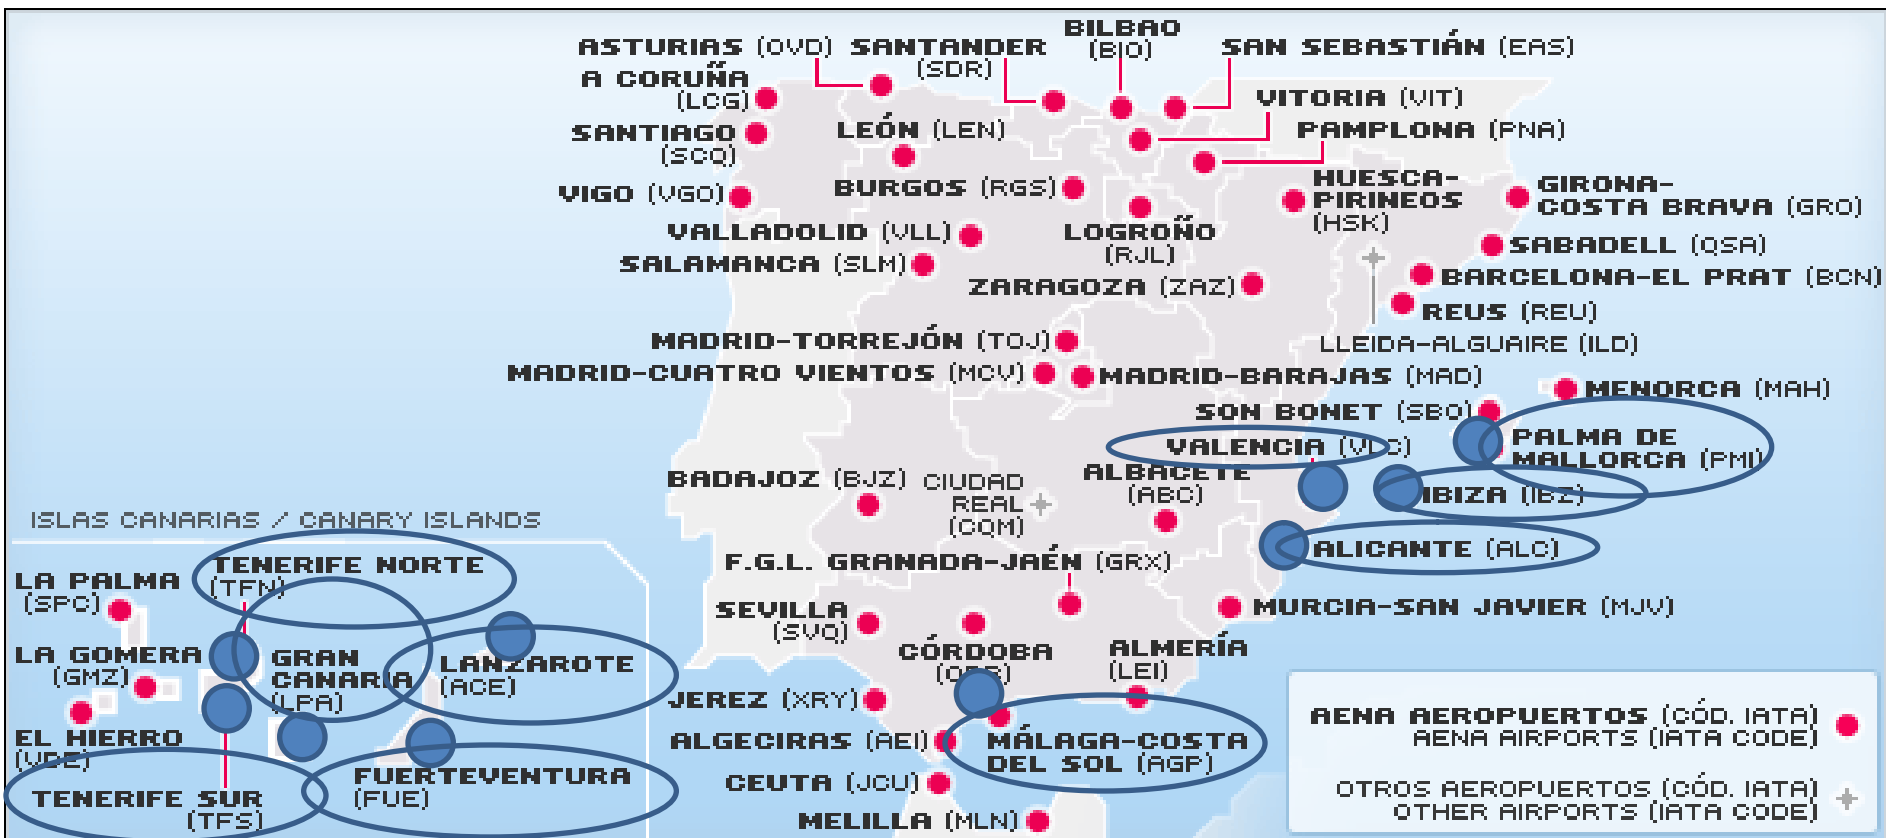 BILBAO
(BIO)
ASTURIAS (OVD)
SANTANDER
(SDR)
SAN SEBASTIÁN (EAS)
A CORUÑA
(LCG)
VITORIA (VIT)
SANTIAGO
(SCQ)
LEÓN (LEN)
PAMPLONA (PNA)
VIGO (VGO)
BURGOS (RGS)
HUESCA-
PIRINEOS
(HSK)
GIRONA-
COSTA BRAVA (GRO)
VALLADOLID (VLL)
LOGROÑO
(RJL)
SABADELL (QSA)
SALAMANCA (SLM)
ZARAGOZA (ZAZ)
BARCELONA-EL PRAT (BCN)
REUS (REU)
MADRID-TORREJÓN (TOJ)
LLEIDA-ALGUAIRE (ILD)
MADRID-CUATRO VIENTOS (MCV)
MADRID-BARAJAS (MAD)
MENORCA (MAH)
SON BONET (SBO)
VALENCIA (VLC)
PALMA DE
MALLORCA (PMI)
BADAJOZ (BJZ)
CIUDAD
REAL
(CQM)
ALBACETE
(ABC)
IBIZA (IBZ)
ISLAS CANARIAS / CANARY ISLANDS
ALICANTE (ALC)
TENERIFE NORTE
(TFN)
F.G.L. GRANADA-JAÉN (GRX)
LA PALMA
(SPC)
SEVILLA
(SVQ)
MURCIA-SAN JAVIER (MJV)
LA GOMERA
(GMZ)
GRAN
CANARIA
(LPA)
LANZAROTE
(ACE)
CÓRDOBA
ALMERÍA
(LEI)
JEREZ (XRY)
EL HIERRO
(VDE)
ALGECIRAS (AEI)
MÁLAGA-COSTA
DEL SOL (AGP)
FUERTEVENTURA
(FUE)
CEUTA (JCU)
TENERIFE SUR
(TFS)
MELILLA (MLN)
AENA AEROPUERTOS (CÓD. IATA)
AENA AIRPORTS (IATA CODE)
OTROS AEROPUERTOS (CÓD. IATA)
OTHER AIRPORTS (IATA CODE)